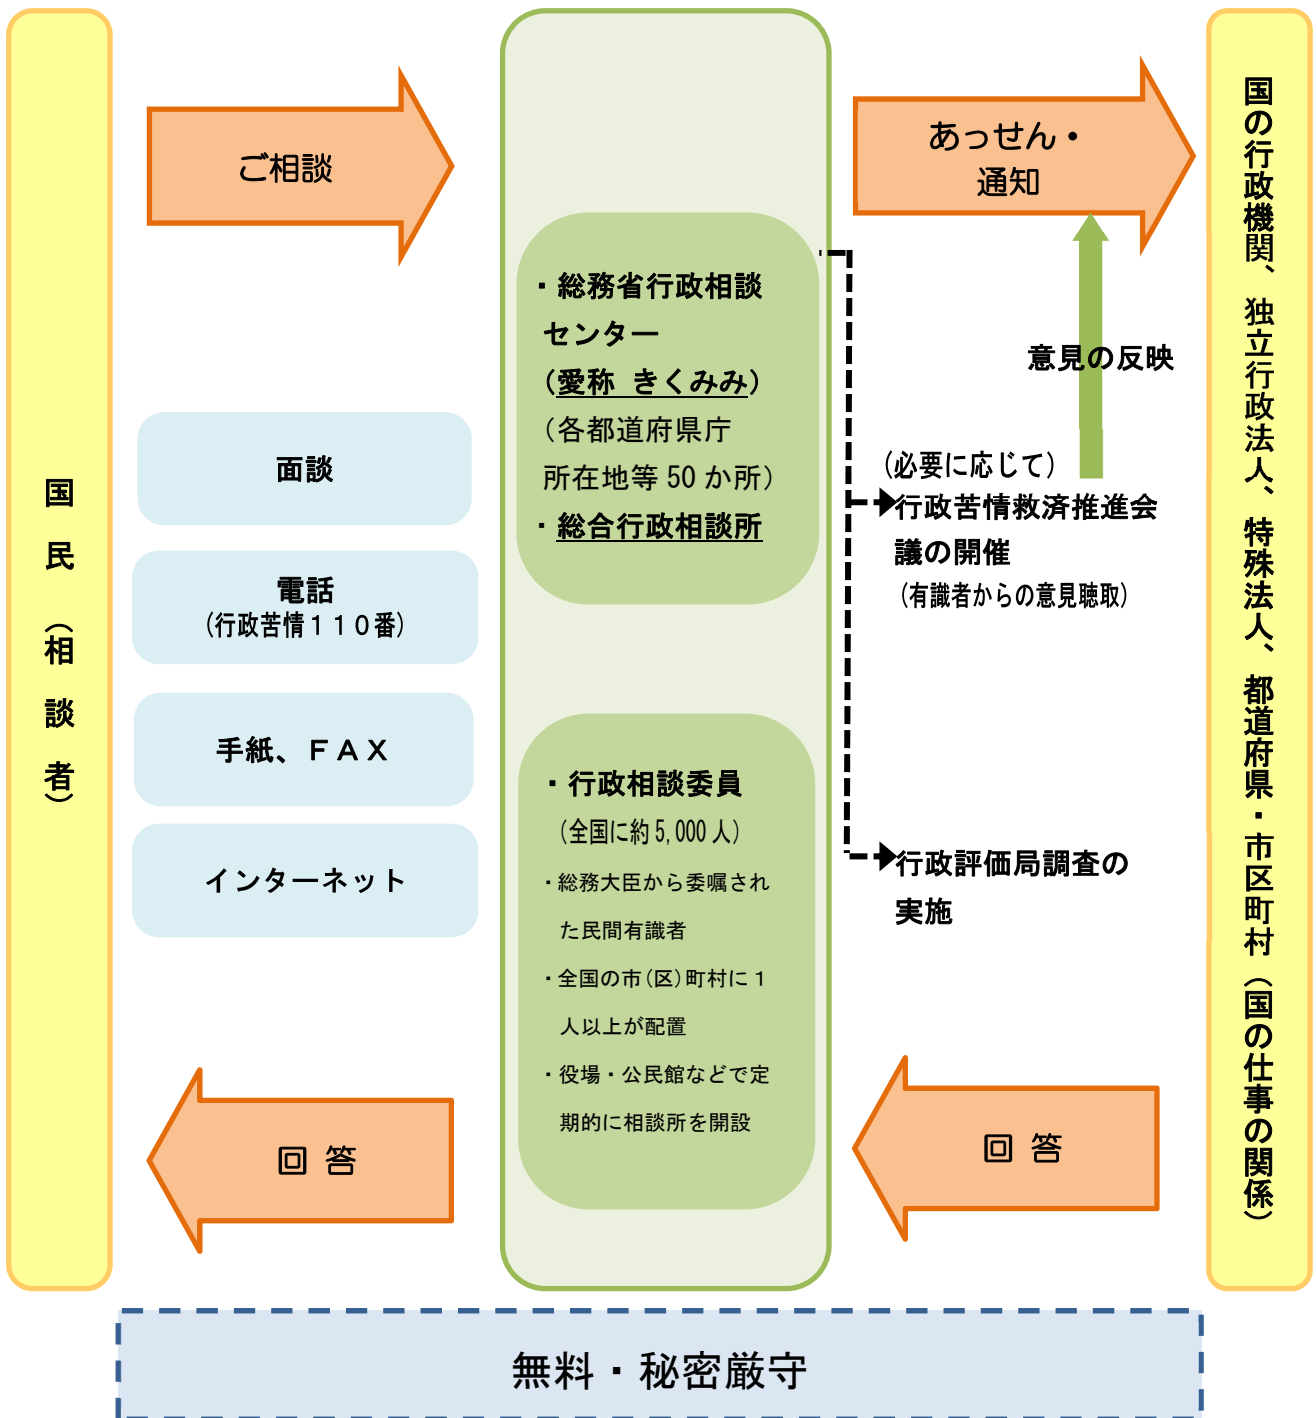 国民（相談者）
ご相談
面談
電話
(行政苦情１１０番)
手紙、ＦＡＸ
インターネット
回 答
・総務省行政相談
センター
(愛称 きくみみ)
(各都道府県庁
所在地等 50 か所)
・総合行政相談所
・行政相談委員
(全国に約 5,000 人)
・総務大臣から委嘱され
た民間有識者
・全国の市(区)町村に１
人以上が配置
・役場・公民館などで定
期的に相談所を開設
あっせん・
通知
意見の反映
(必要に応じて)
行政苦情救済推進会
議の開催
(有識者からの意見聴取)
行政評価局調査の
実施
回 答
国の行政機関、独立行政法人、特殊法人、都道府県・市区町村（国の仕事の関係）
無料・秘密厳守